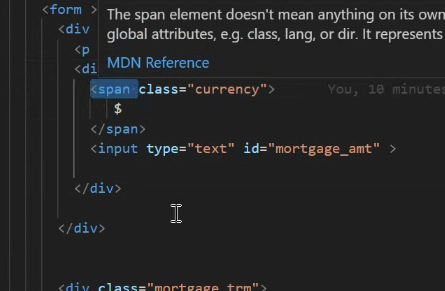 <form >
The span element doesn't mean anything on its own
<div
global attributes, e.g. class, lang, or dir. It represents
<p
MDN Reference
<di
<span class="currency"> You, 10 minutes
$
</span>
<input type="text" id="mortgage_amt" >
</div>
</div>
<div class="mortgage_trm">